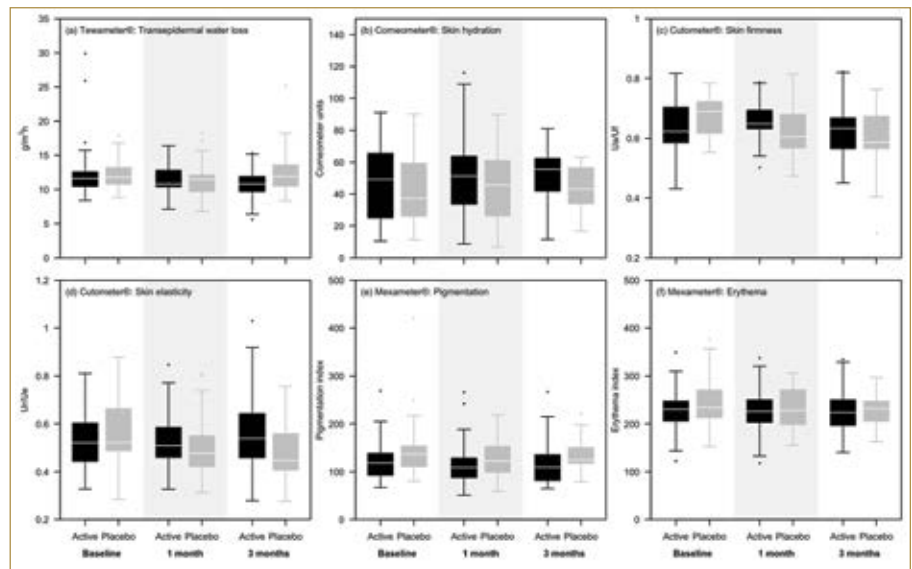 (a) Tewameter®: Transepidermal water loss
35
30
25
20
15
10
5
0
g/m²h
(b) Corneometer®: Skin hydration
140
120
100
80
60
40
20
0
Corneometer units
(c) Cutometer®: Skin firmness
1
0.8
0.6
0.4
0.2
(d) Cutometer®: Skin elasticity
1.2
1
0.8
0.6
0.4
0.2
Active Placebo Active Placebo Active Placebo
Baseline 1 month 3 months
(e) Mexameter®: Pigmentation
500
400
300
200
100
0
Pigmentation index
Active Placebo Active Placebo Active Placebo
Baseline 1 month 3 months
(f) Mexameter®: Erythema
500
400
300
200
100
0
Erythema index
Active Placebo Active Placebo Active Placebo
Baseline 1 month 3 months